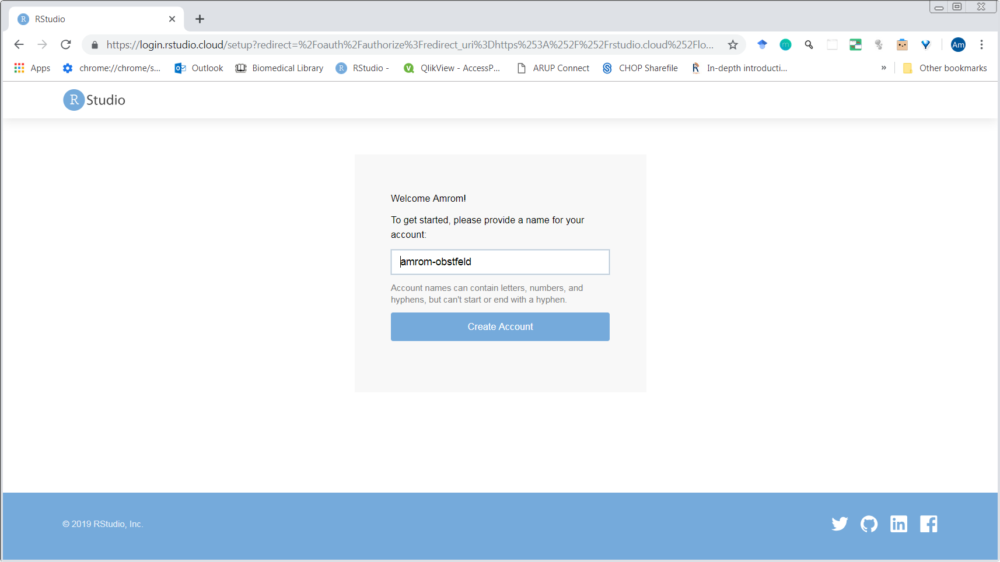 R RStudio
https://login.rstudio.cloud/setup?redirect=%2Foauth%2Fauthorize%3Fredirect_uri%3Dhttps%253A%252F%252Frstudio.cloud%252Flo... m Am
Apps chrome://chrome/s... Outlook Biomedical Library R RStudio - QlikView - AccessP... ARUP Connect CHOP Sharefile R In-depth introducti... » Other bookmarks
R Studio
Welcome Amrom!
To get started, please provide a name for your
account:
amrom-obstfeld
Account names can contain letters, numbers, and
hyphens, but can't start or end with a hyphen.
Create Account
© 2019 RStudio, Inc.